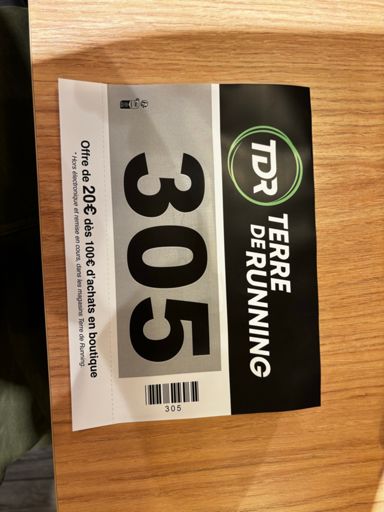 TDR
TERRE
DE RUNNING
305
305
Offre de 20€ dès 100€ d'achats en boutique
* Hors électronique et remise en cours, dans les magasins Terre de Running.